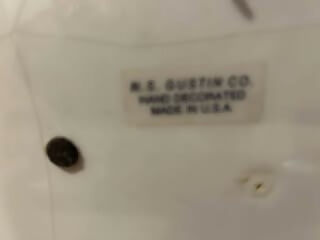 M.S. GUSTIN CO.
HAND DECORATED
MADE IN U.S.A.